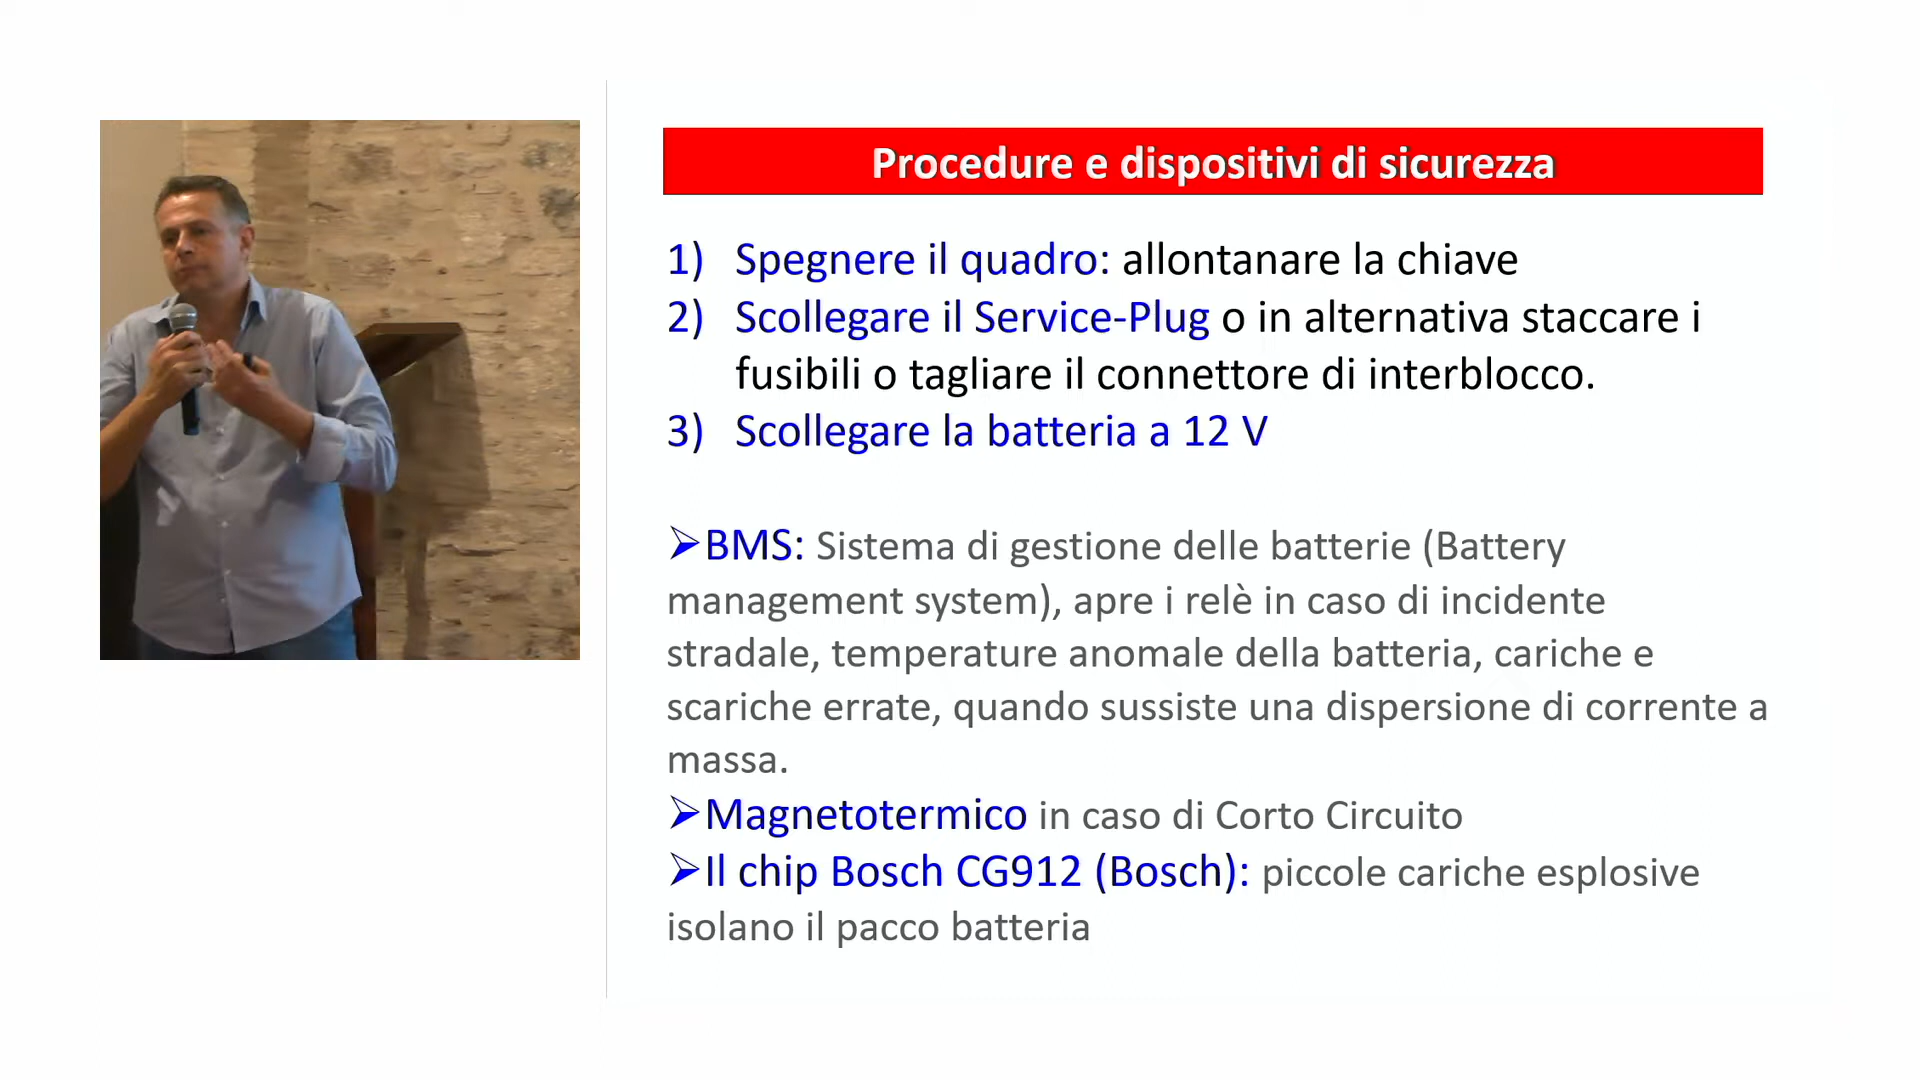 Procedure e dispositivi di sicurezza
1) Spegnere il quadro: allontanare la chiave
2) Scollegare il Service-Plug o in alternativa staccare i
fusibili o tagliare il connettore di interblocco.
3) Scollegare la batteria a 12 V
➢BMS: Sistema di gestione delle batterie (Battery
management system), apre i relè in caso di incidente
stradale, temperature anomale della batteria, cariche e
scariche errate, quando sussiste una dispersione di corrente a
massa.
➢Magnetotermico in caso di Corto Circuito
➢Il chip Bosch CG912 (Bosch): piccole cariche esplosive
isolano il pacco batteria